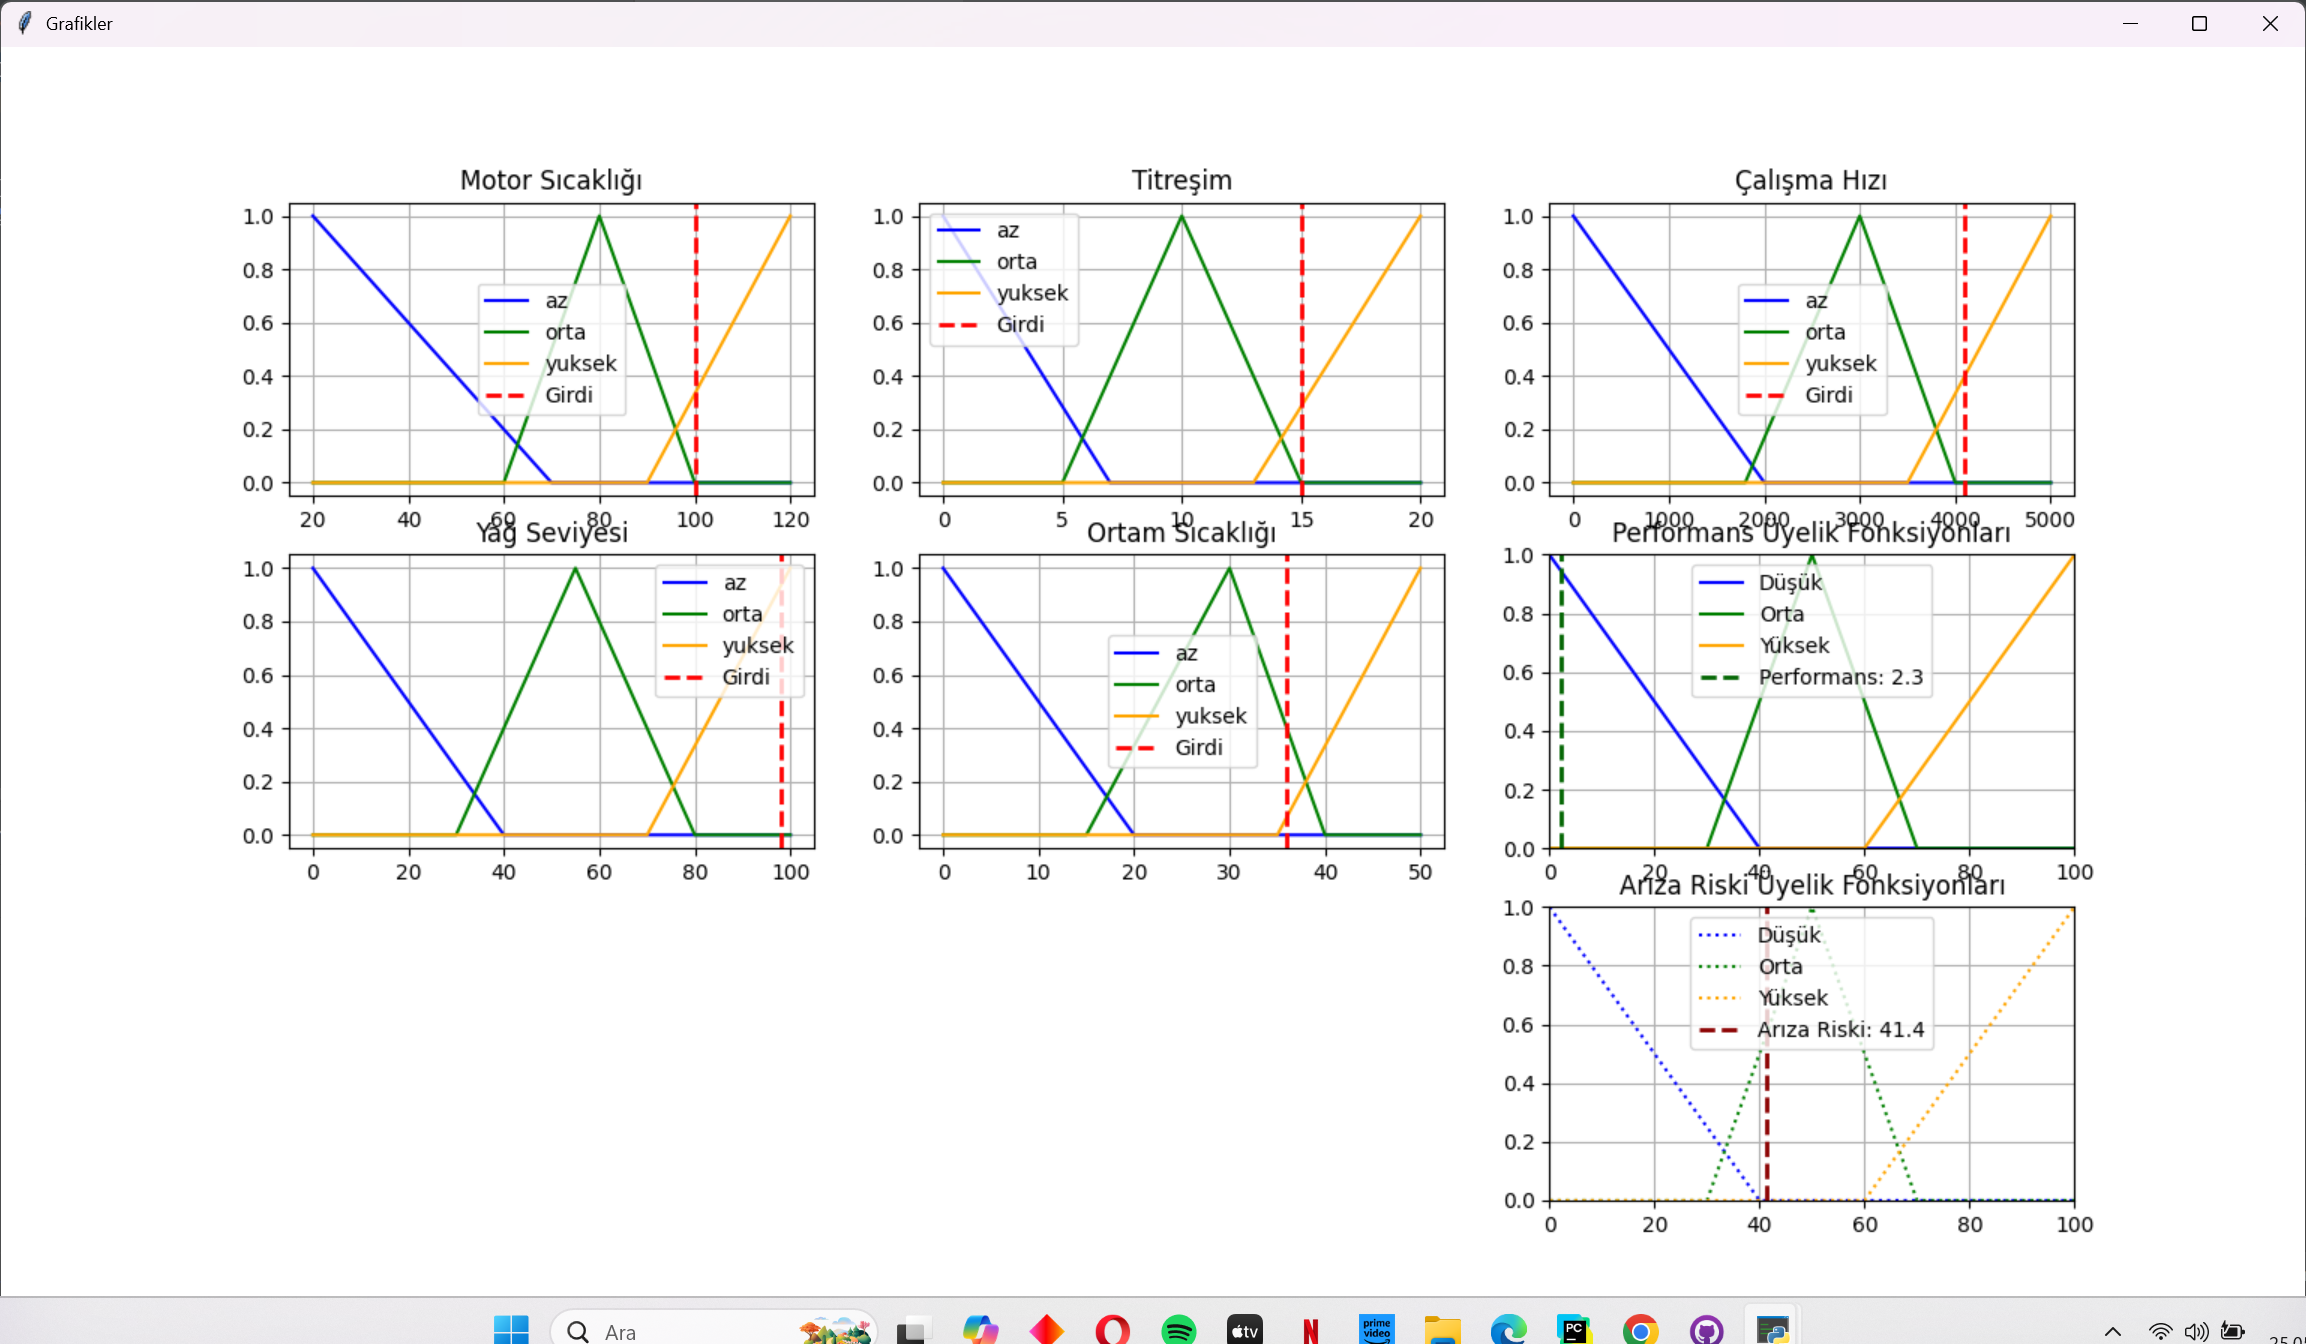 Grafikler
Motor Sıcaklığı
1.0
0.8
0.6
0.4
0.2
0.0
20 40 60 80 100 120
az
orta
yuksek
Girdi
Titreşim
1.0
0.8
0.6
0.4
0.2
0.0
0 5 10 15 20
az
orta
yuksek
Girdi
Çalışma Hızı
1.0
0.8
0.6
0.4
0.2
0.0
0 1000 2000 3000 4000 5000
az
orta
yuksek
Girdi
Yağ Seviyesi
1.0
0.8
0.6
0.4
0.2
0.0
0 20 40 60 80 100
az
orta
yuksek
Girdi
Ortam Sıcaklığı
1.0
0.8
0.6
0.4
0.2
0.0
0 10 20 30 40 50
az
orta
yuksek
Girdi
Performans Üyelik Fonksiyonları
1.0
0.8
0.6
0.4
0.2
0.0
0 20 40 60 80 100
Düşük
Orta
Yüksek
Performans: 2.3
Arıza Riski Üyelik Fonksiyonları
1.0
0.8
0.6
0.4
0.2
0.0
0 20 40 60 80 100
Düşük
Orta
Yüksek
Arıza Riski: 41.4
Ara
tv
N
prime
video
PC